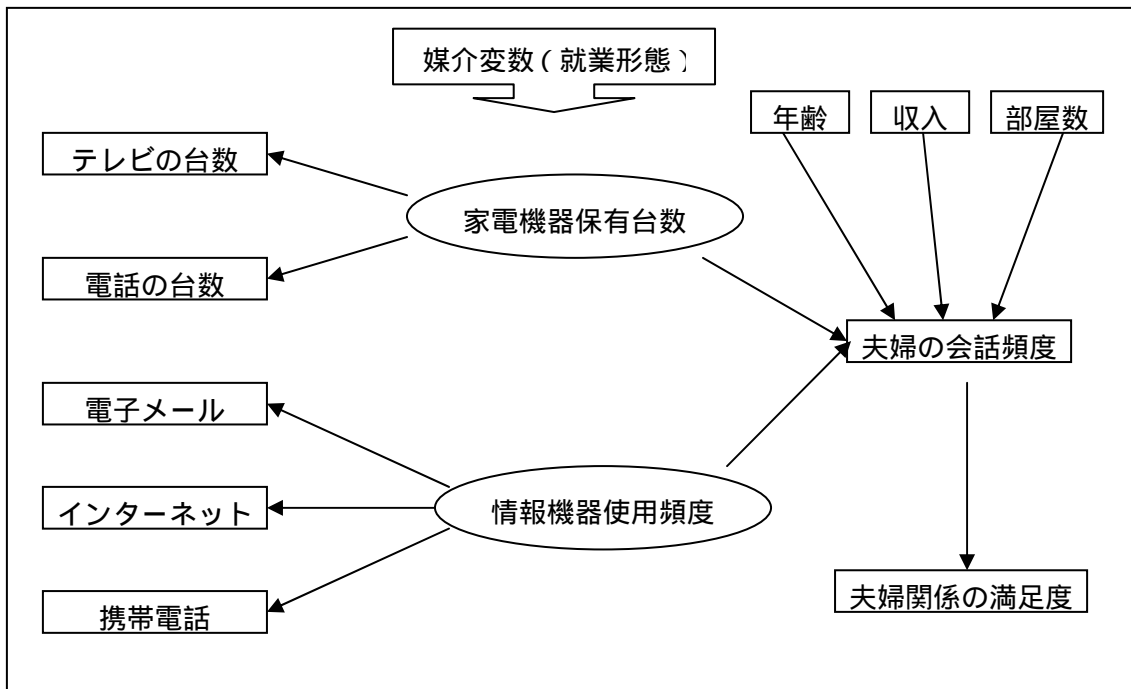 媒介変数（就業形態）
年齢
収入
部屋数
テレビの台数
家電機器保有台数
電話の台数
夫婦の会話頻度
電子メール
インターネット
情報機器使用頻度
夫婦関係の満足度
携帯電話